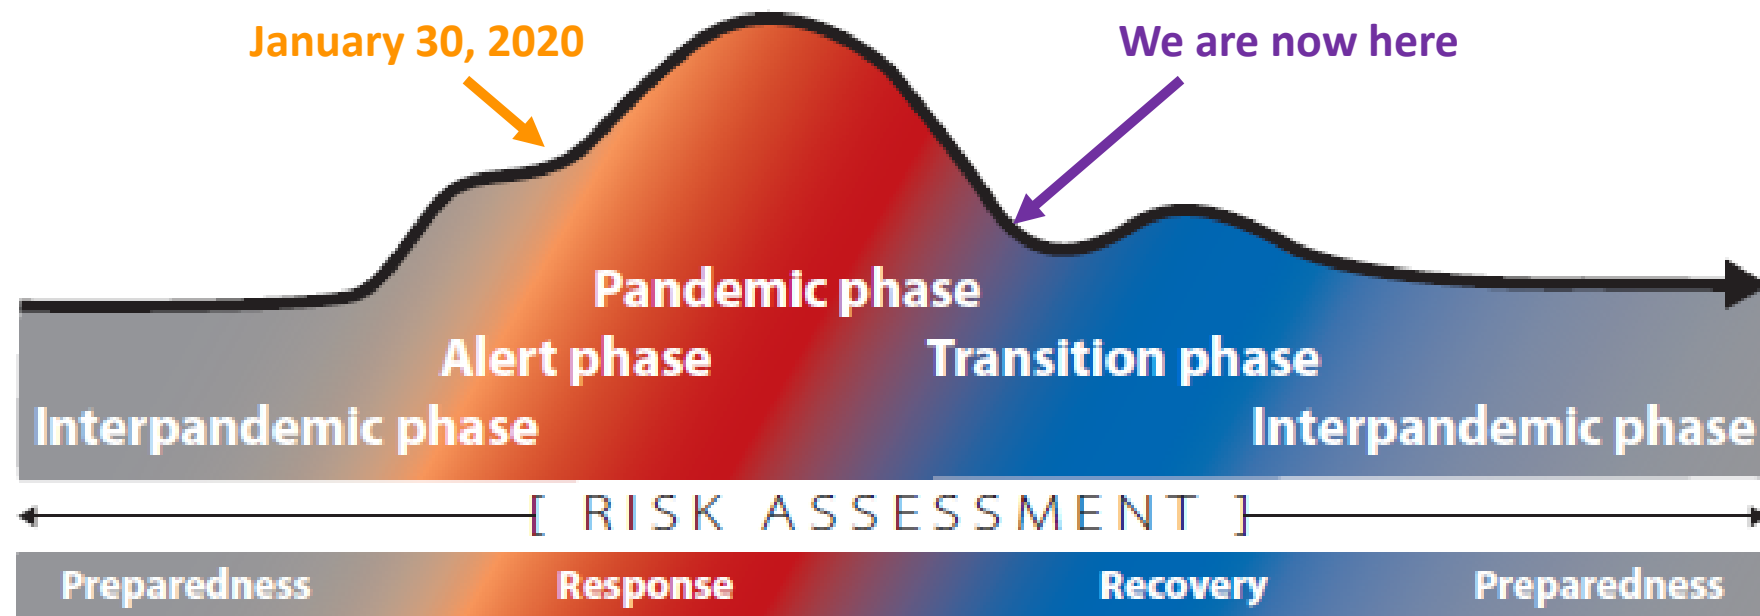 January 30, 2020
We are now here
Pandemic phase
Alert phase
Transition phase
Interpandemic phase
Interpandemic phase
[ RISK ASSESSMENT ]
Preparedness
Response
Recovery
Preparedness